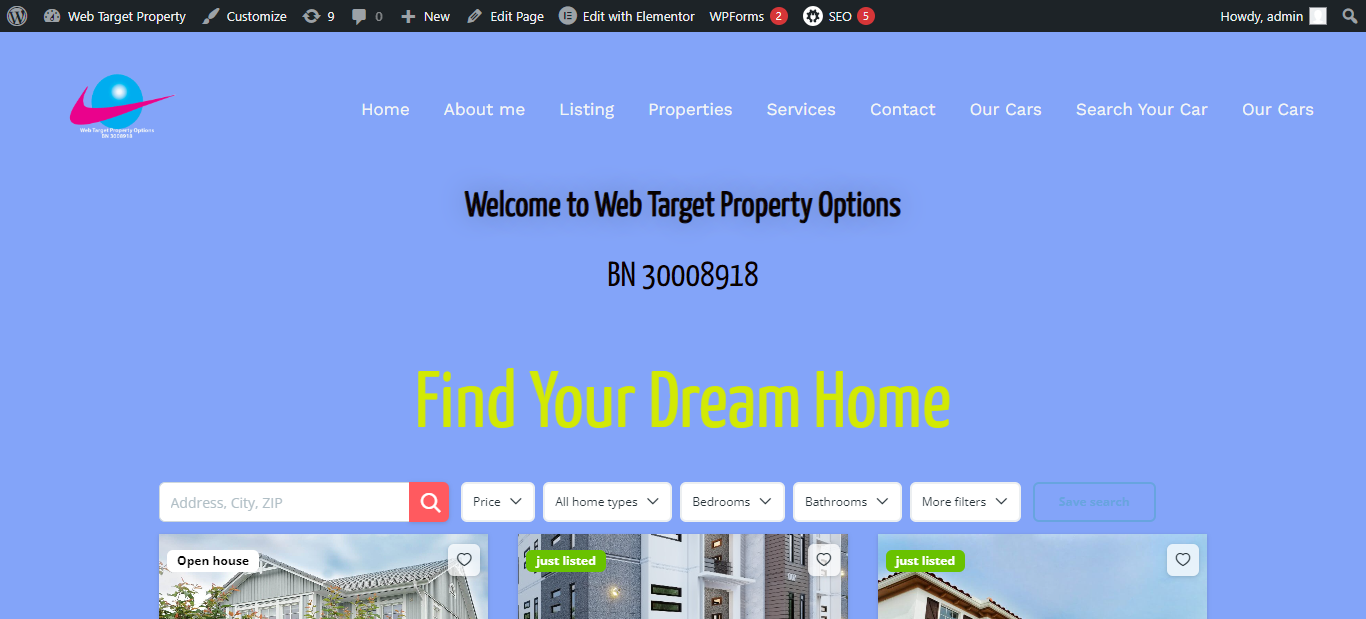 Web Target Property Customize 9 0 New Edit Page Edit with Elementor WPForms 2 SEO 5 Howdy, admin
Web Target Property Options
BN 3008918
Home About me Listing Properties Services Contact Our Cars Search Your Car Our Cars
Welcome to Web Target Property Options
BN 30008918
Find Your Dream Home
Address, City, ZIP Price All home types Bedrooms Bathrooms More filters Save search
Open house just listed just listed